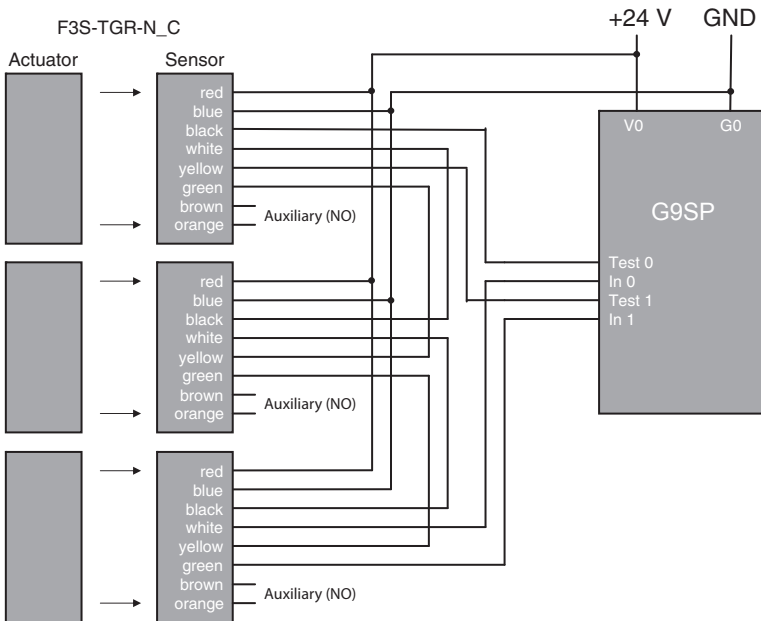 F3S-TGR-N_C
+24 V GND
Actuator Sensor
red
blue
black
white
yellow
green
brown
orange
Auxiliary (NO)
red
blue
black
white
yellow
green
brown
orange
Auxiliary (NO)
red
blue
black
white
yellow
green
brown
orange
Auxiliary (NO)
V0 G0
G9SP
Test 0
In 0
Test 1
In 1